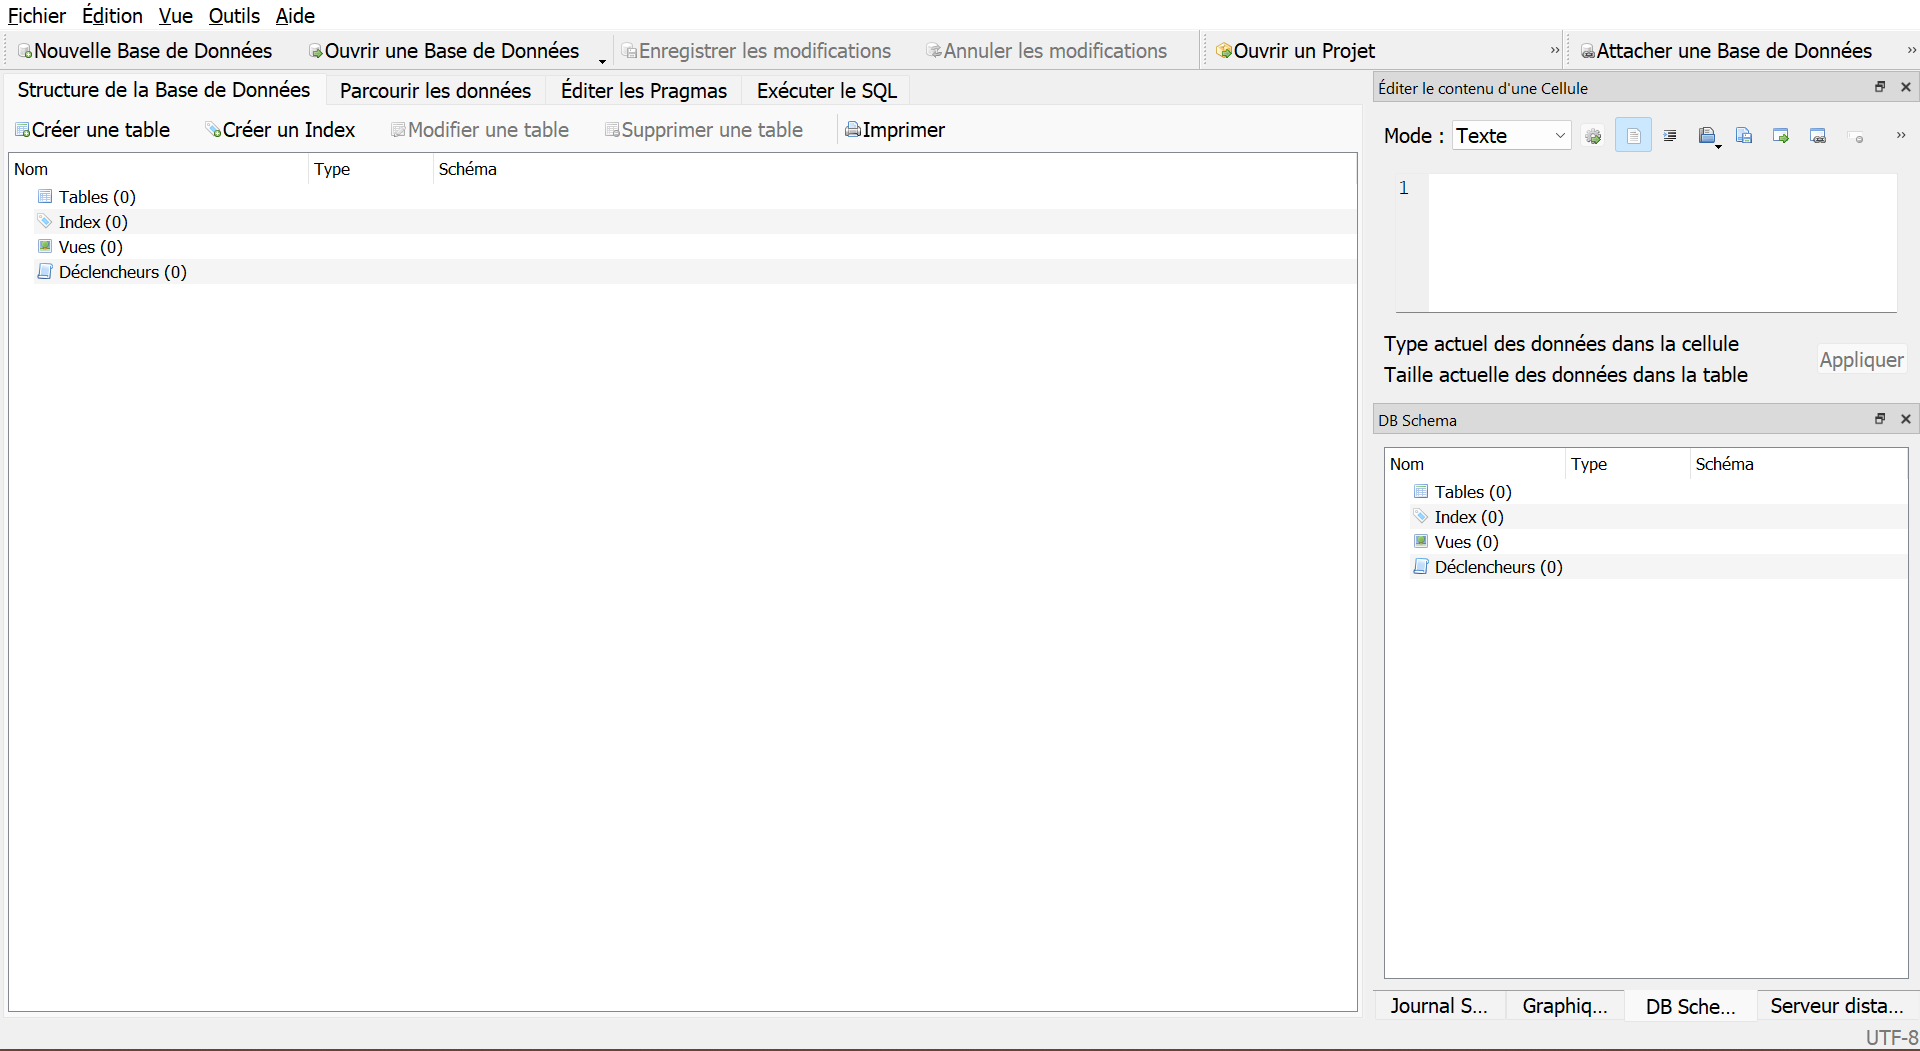 Fichier Édition Vue Outils Aide
Nouvelle Base de Données Ouvrir une Base de Données Enregistrer les modifications Annuler les modifications Ouvrir un Projet » Attacher une Base de Données »
Structure de la Base de Données Parcourir les données Éditer les Pragmas Exécuter le SQL
Créer une table Créer un Index Modifier une table Supprimer une table Imprimer
Nom Type Schéma
Tables (0)
Index (0)
Vues (0)
Déclencheurs (0)
Éditer le contenu d'une Cellule
Mode : Texte »
1
Type actuel des données dans la cellule
Taille actuelle des données dans la table
Appliquer
DB Schema
Nom Type Schéma
Tables (0)
Index (0)
Vues (0)
Déclencheurs (0)
Journal S... Graphiq... DB Sche... Serveur dista...
UTF-8